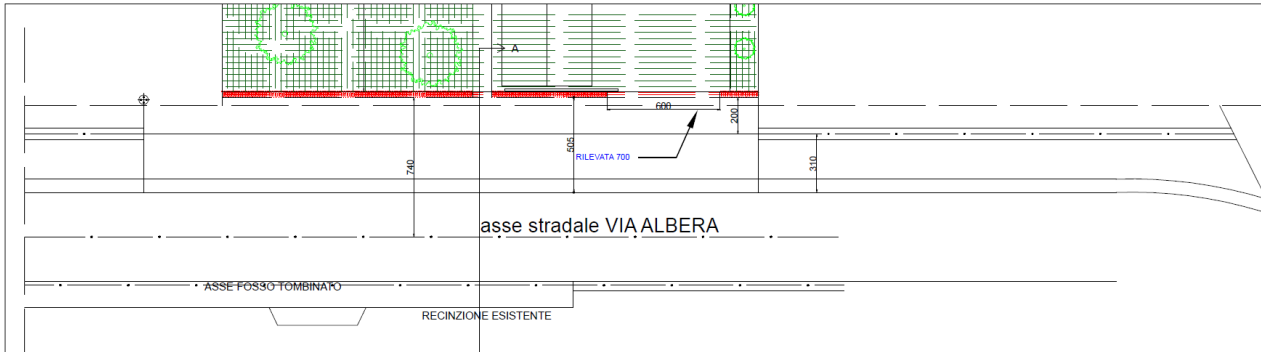 A
600
200
505
RILEVATA 700
740
310
asse stradale VIA ALBERA
ASSE FOSSO TOMBINATO
RECINZIONE ESISTENTE